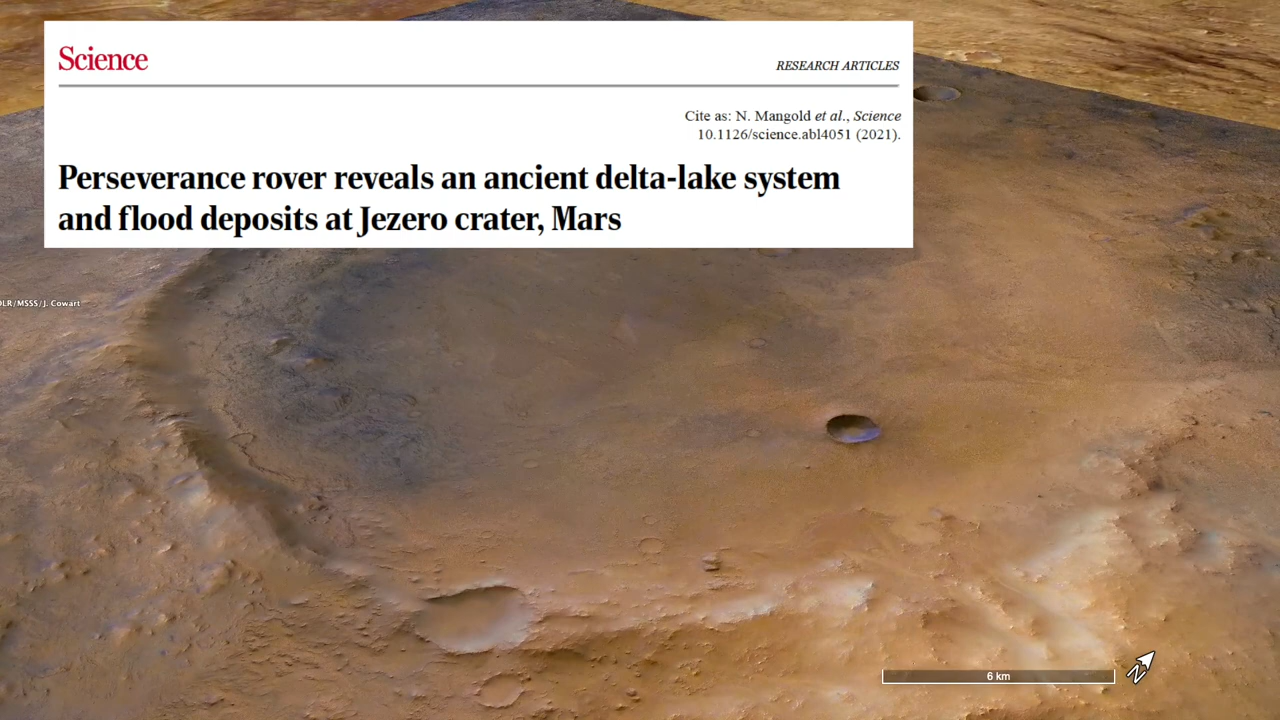 Science
RESEARCH ARTICLES
Cite as: N. Mangold et al., Science
10.1126/science.abl4051 (2021).
Perseverance rover reveals an ancient delta-lake system
and flood deposits at Jezero crater, Mars
DLR/MSSS/J. Cowart
6 km
N